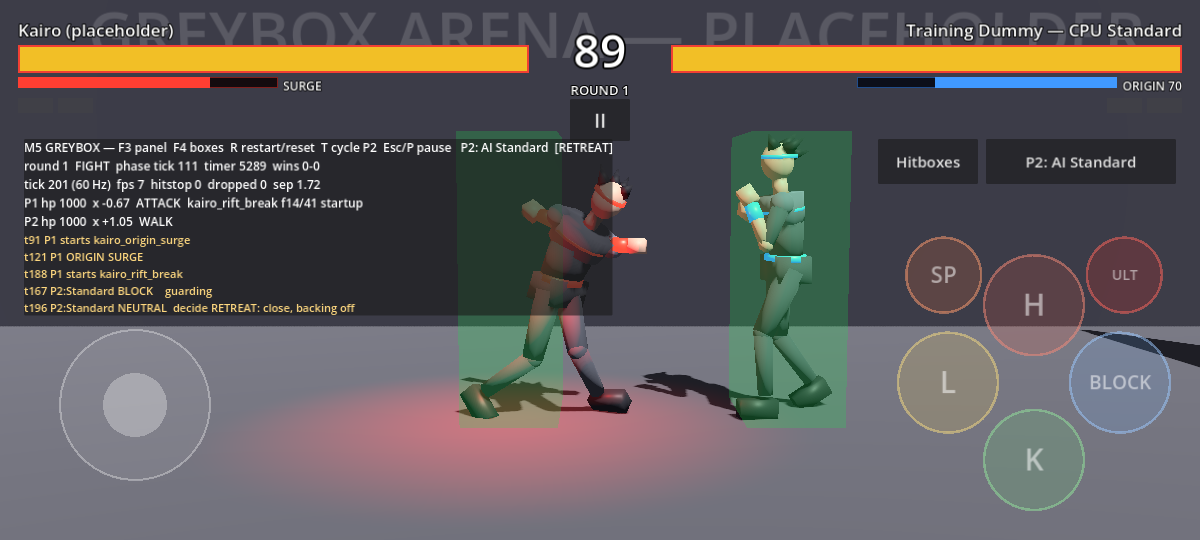 GREYBOX ARENA — PLACEHOLDER
Kairo (placeholder)
89
Training Dummy — CPU Standard
SURGE
ORIGIN 70
ROUND 1
M5 GREYBOX — F3 panel F4 boxes R restart/reset T cycle P2 Esc/P pause P2: AI Standard [RETREAT]
round 1 FIGHT phase tick 111 timer 5289 wins 0-0
tick 201 (60 Hz) fps 7 hitstop 0 dropped 0 sep 1.72
P1 hp 1000 x -0.67 ATTACK kairo_rift_break f14/41 startup
P2 hp 1000 x +1.05 WALK
t91 P1 starts kairo_origin_surge
t121 P1 ORIGIN SURGE
t188 P1 starts kairo_rift_break
t167 P2:Standard BLOCK guarding
t196 P2:Standard NEUTRAL decide RETREAT: close, backing off
Hitboxes
P2: AI Standard
SP
H
ULT
L
BLOCK
K